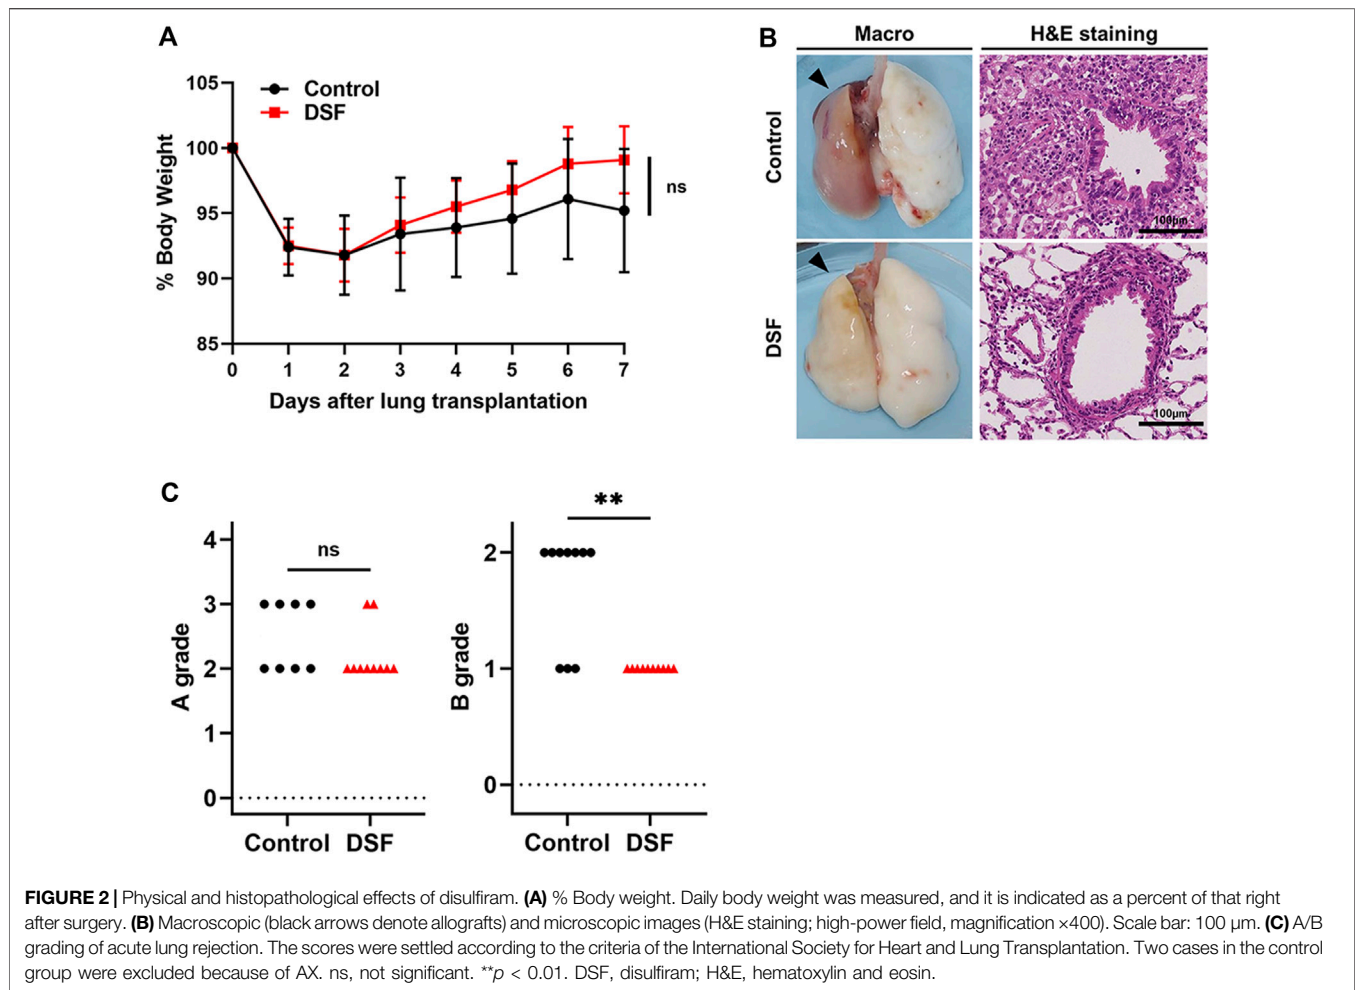 A
105
100
95
90
85
% Body Weight
Control
DSF
ns
0 1 2 3 4 5 6 7
Days after lung transplantation
B
Macro
H&E staining
Control
100µm
DSF
100µm
C
4
3
2
1
0
A grade
ns
Control DSF
2
1
0
B grade
**
Control DSF
FIGURE 2 | Physical and histopathological effects of disulfiram. (A) % Body weight. Daily body weight was measured, and it is indicated as a percent of that right
after surgery. (B) Macroscopic (black arrows denote allografts) and microscopic images (H&E staining; high-power field, magnification ×400). Scale bar: 100 µm. (C) A/B
grading of acute lung rejection. The scores were settled according to the criteria of the International Society for Heart and Lung Transplantation. Two cases in the control
group were excluded because of AX. ns, not significant. **p < 0.01. DSF, disulfiram; H&E, hematoxylin and eosin.